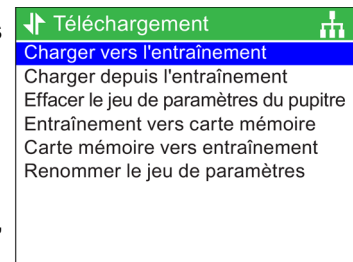 Téléchargement
Charger vers l'entraînement
Charger depuis l'entraînement
Effacer le jeu de paramètres du pupitre
Entraînement vers carte mémoire
Carte mémoire vers entraînement
Renommer le jeu de paramètres